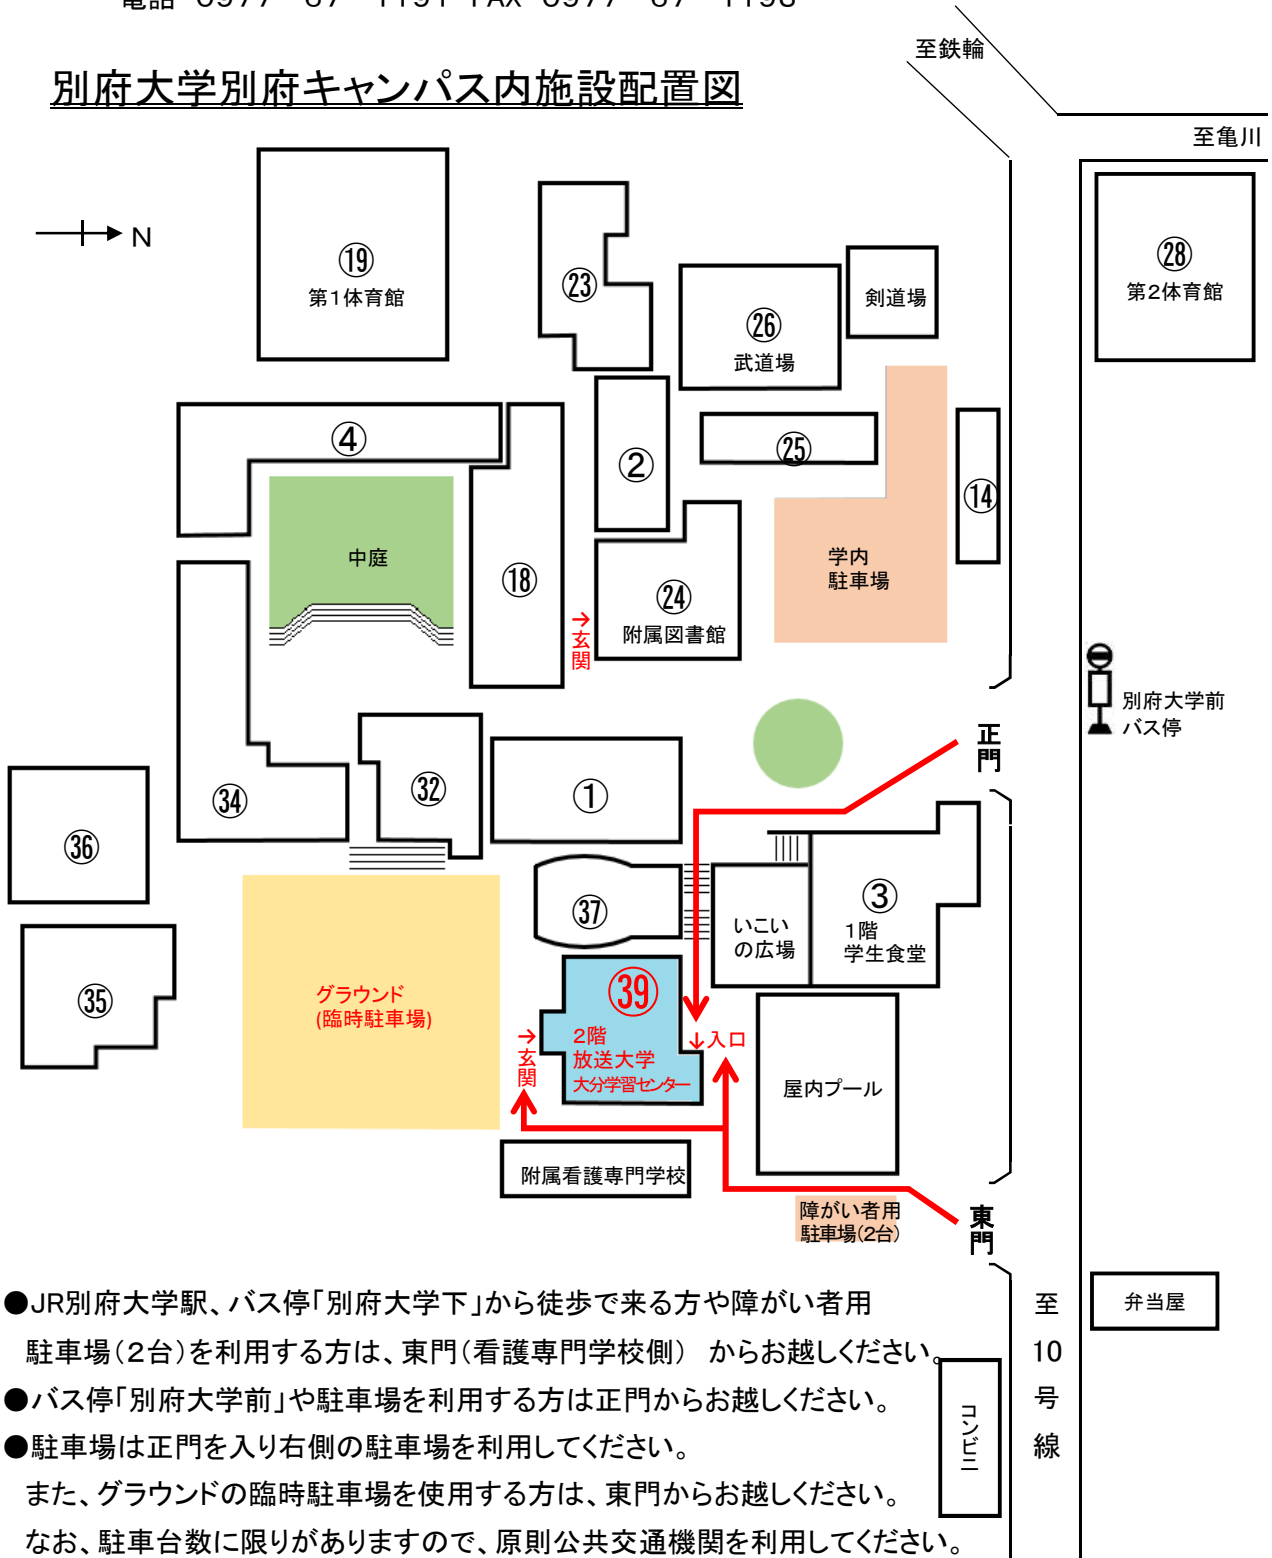 別府大学別府キャンパス内施設配置図
至鉄輪
至亀川
N
⑲
第1体育館
㉓
㉖
武道場
剣道場
㉘
第2体育館
④
②
㉕
⑭
中庭
⑱
㉔
附属図書館
→玄関
学内
駐車場
別府大学前
バス停
正門
㉞
㉜
①
㊱
㉟
㊲
いこい
の広場
③
1階
学生食堂
グラウンド
(臨時駐車場)
㊴
2階
放送大学
大分学習センター
→玄関
↓入口
屋内プール
附属看護専門学校
障がい者用
駐車場(2台)
東門
●JR別府大学駅、バス停「別府大学下」から徒歩で来る方や障がい者用
駐車場(2台)を利用する方は、東門(看護専門学校側) からお越しください。
●バス停「別府大学前」や駐車場を利用する方は正門からお越しください。
●駐車場は正門を入り右側の駐車場を利用してください。
また、グラウンドの臨時駐車場を使用する方は、東門からお越しください。
なお、駐車台数に限りがありますので、原則公共交通機関を利用してください。
コンビニ
至10号線
弁当屋